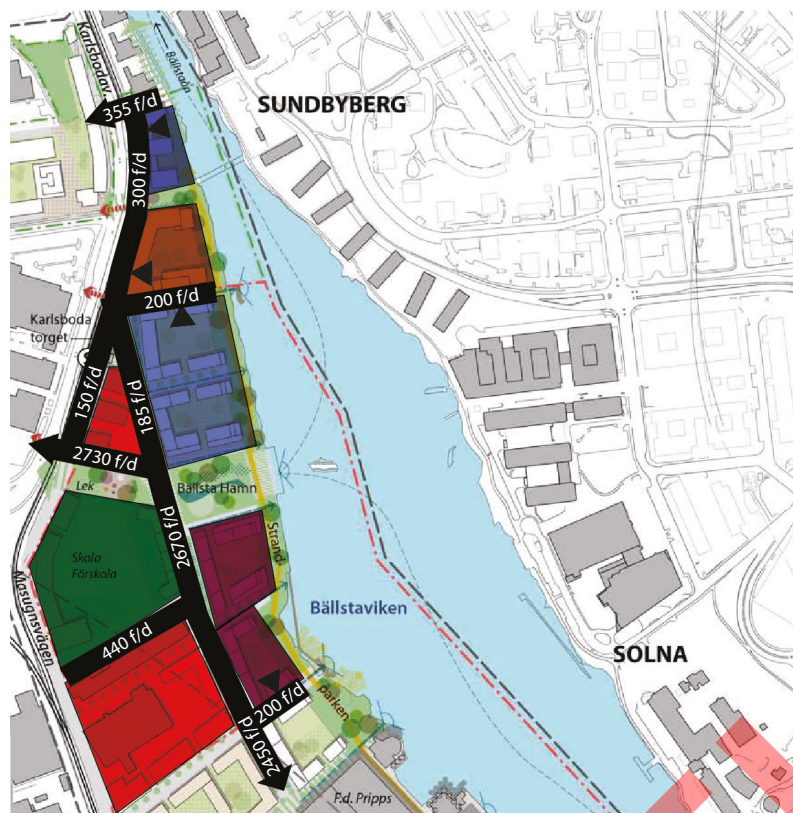 Karlsbodav.
Bällstaån
SUNDBYBERG
355 f/d
300 f/d
200 f/d
Karlsboda
torget
150 f/d
185 f/d
2730 f/d
Lek
Bällsta Hamn
2670 f/d
Strand
Skola
Förskola
Bällstaviken
Masugnsvägen
440 f/d
SOLNA
parken
200 f/d
2450 f/d
F.d. Pripps